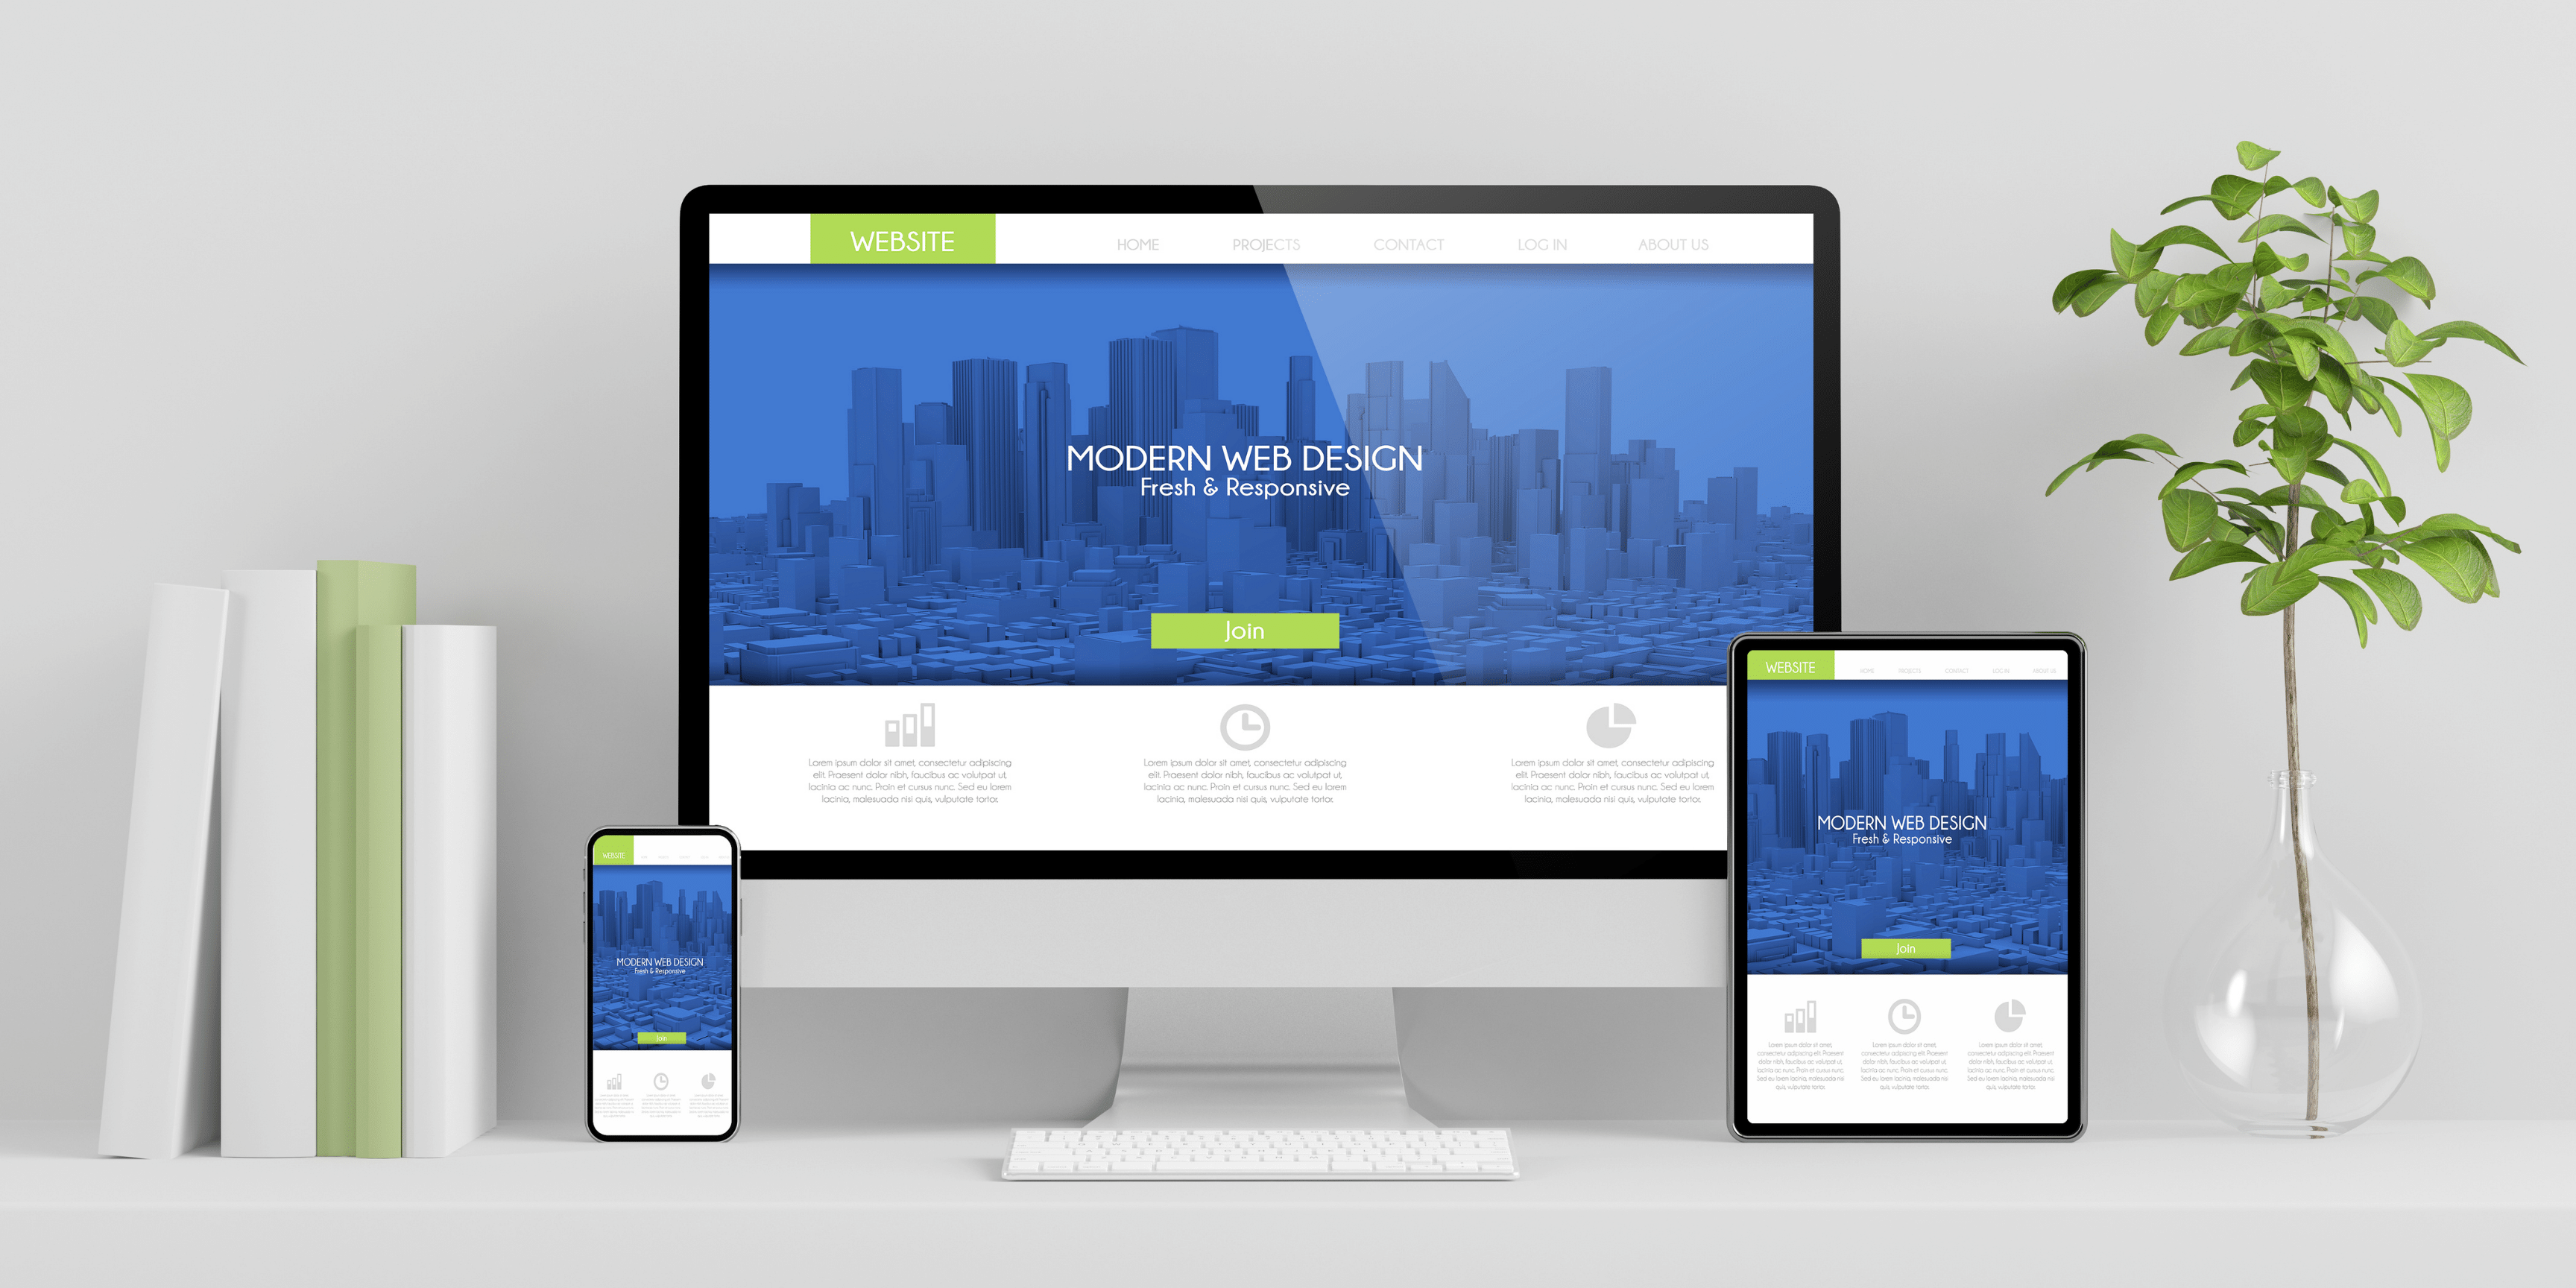 WEBSITE
HOME PROJECTS CONTACT LOG IN ABOUT US
MODERN WEB DESIGN
Fresh & Responsive
Join
Lorem ipsum dolor sit amet, consectetur adipiscing
elit. Praesent dolor nibh, faucibus ac volutpat ut,
lacinia ac nunc. Proin et cursus nunc. Sed eu lorem
lacinia, malesuada nisi quis, vulputate tortor.
Lorem ipsum dolor sit amet, consectetur adipiscing
elit. Praesent dolor nibh, faucibus ac volutpat ut,
lacinia ac nunc. Proin et cursus nunc. Sed eu lorem
lacinia, malesuada nisi quis, vulputate tortor.
Lorem ipsum dolor sit amet, consectetur adipiscing
elit. Praesent dolor nibh, faucibus ac volutpat ut,
lacinia ac nunc. Proin et cursus nunc. Sed eu lorem
lacinia, malesuada nisi quis, vulputate tortor.
WEBSITE
MODERN WEB DESIGN
Fresh & Responsive
Join
WEBSITE
HOME PROJECTS CONTACT LOG IN ABOUT US
MODERN WEB DESIGN
Fresh & Responsive
Join
Lorem ipsum dolor sit amet,
consectetur adipiscing elit. Praesent
dolor nibh, faucibus ac volutpat ut,
lacinia ac nunc. Proin et cursus nunc.
Sed eu lorem lacinia, malesuada nisi
quis, vulputate tortor.
Lorem ipsum dolor sit amet,
consectetur adipiscing elit. Praesent
dolor nibh, faucibus ac volutpat ut,
lacinia ac nunc. Proin et cursus nunc.
Sed eu lorem lacinia, malesuada nisi
quis, vulputate tortor.
Lorem ipsum dolor sit amet,
consectetur adipiscing elit. Praesent
dolor nibh, faucibus ac volutpat ut,
lacinia ac nunc. Proin et cursus nunc.
Sed eu lorem lacinia, malesuada nisi
quis, vulputate tortor.